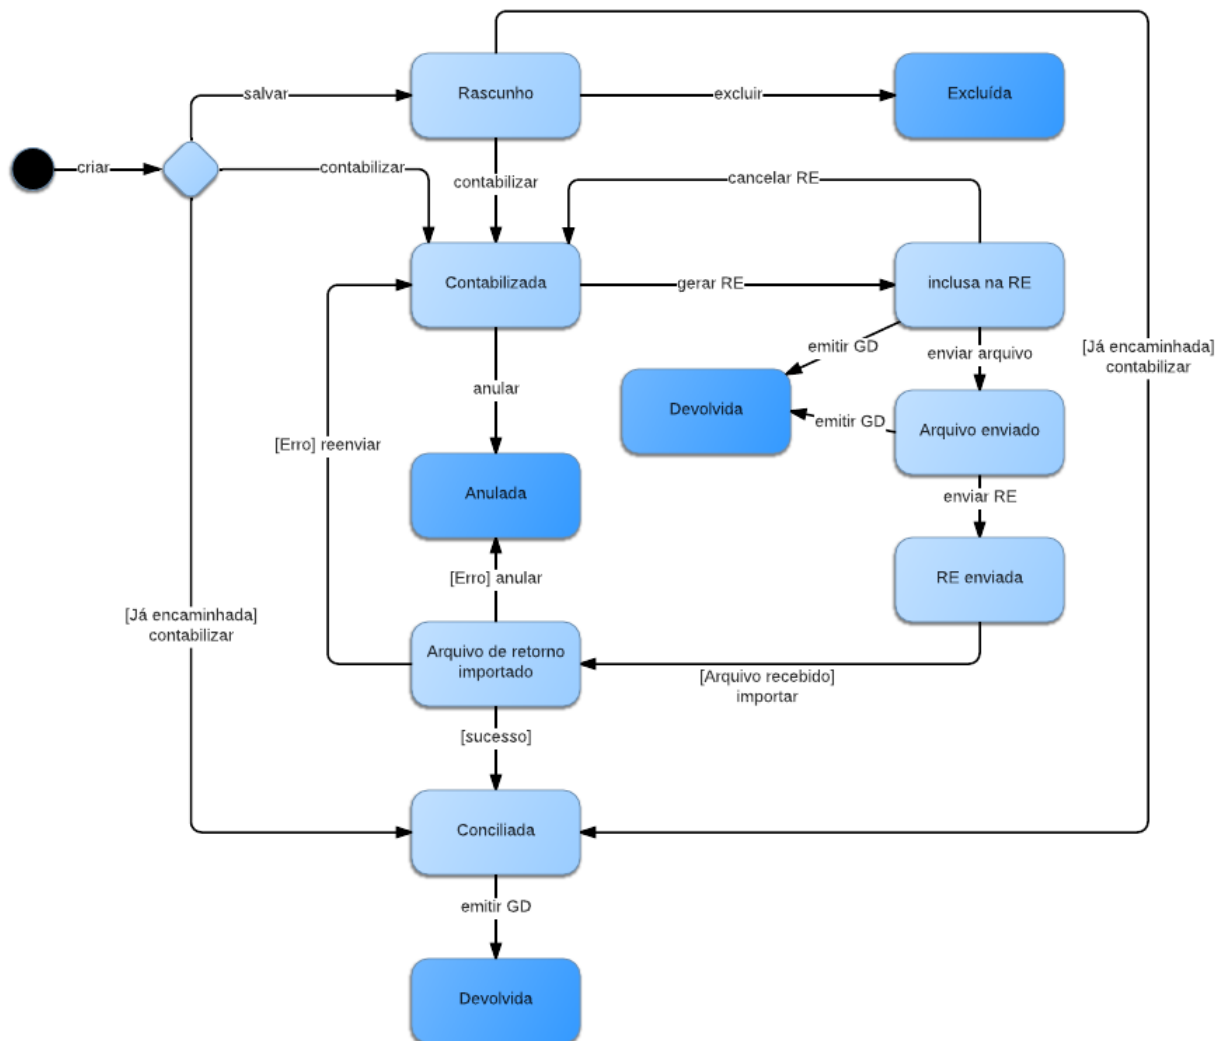 Rascunho
salvar
excluir
Excluída
criar
contabilizar
contabilizar
cancelar RE
Contabilizada
gerar RE
inclusa na RE
emitir GD
enviar arquivo
[Já encaminhada]
contabilizar
anular
Devolvida
emitir GD
Arquivo enviado
[Erro] reenviar
Anulada
enviar RE
[Erro] anular
RE enviada
[Já encaminhada]
contabilizar
Arquivo de retorno
importado
[Arquivo recebido]
importar
[sucesso]
Conciliada
emitir GD
Devolvida